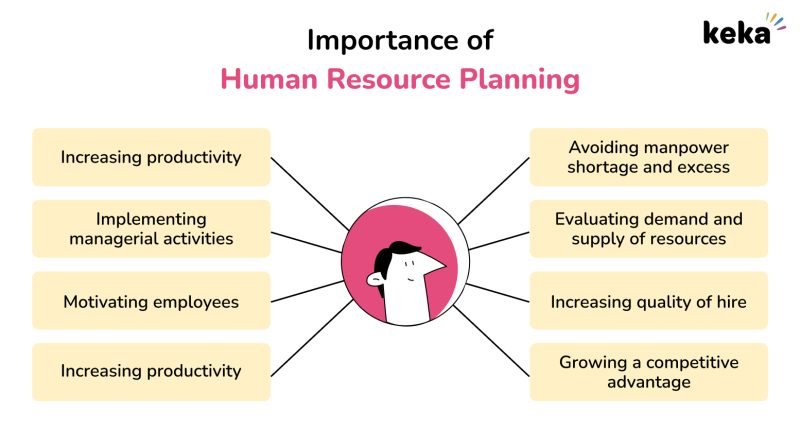 Importance of
Human Resource Planning
keka
Increasing productivity
Implementing
managerial activities
Motivating employees
Increasing productivity
Avoiding manpower
shortage and excess
Evaluating demand and
supply of resources
Increasing quality of hire
Growing a competitive
advantage